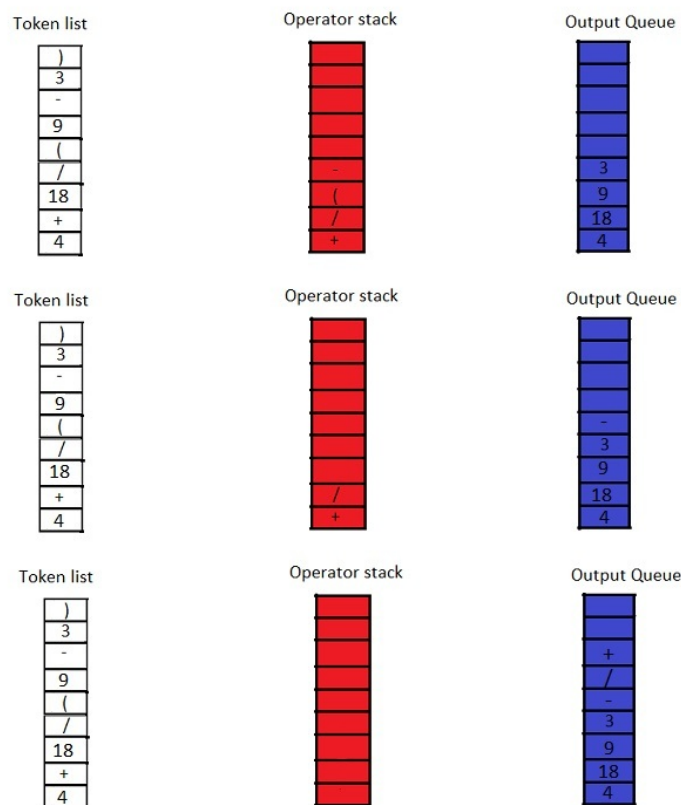 Token list Operator stack Output Queue
)
3
-
9
(
/ - 3
18 ( 9
+ / 18
4 + 4
Token list Operator stack Output Queue
)
3
-
9
( -
/ 3
18 9
+ / 18
4 + 4
Token list Operator stack Output Queue
)
3
- +
9 /
( -
/ 3
18 9
+ 18
4 4